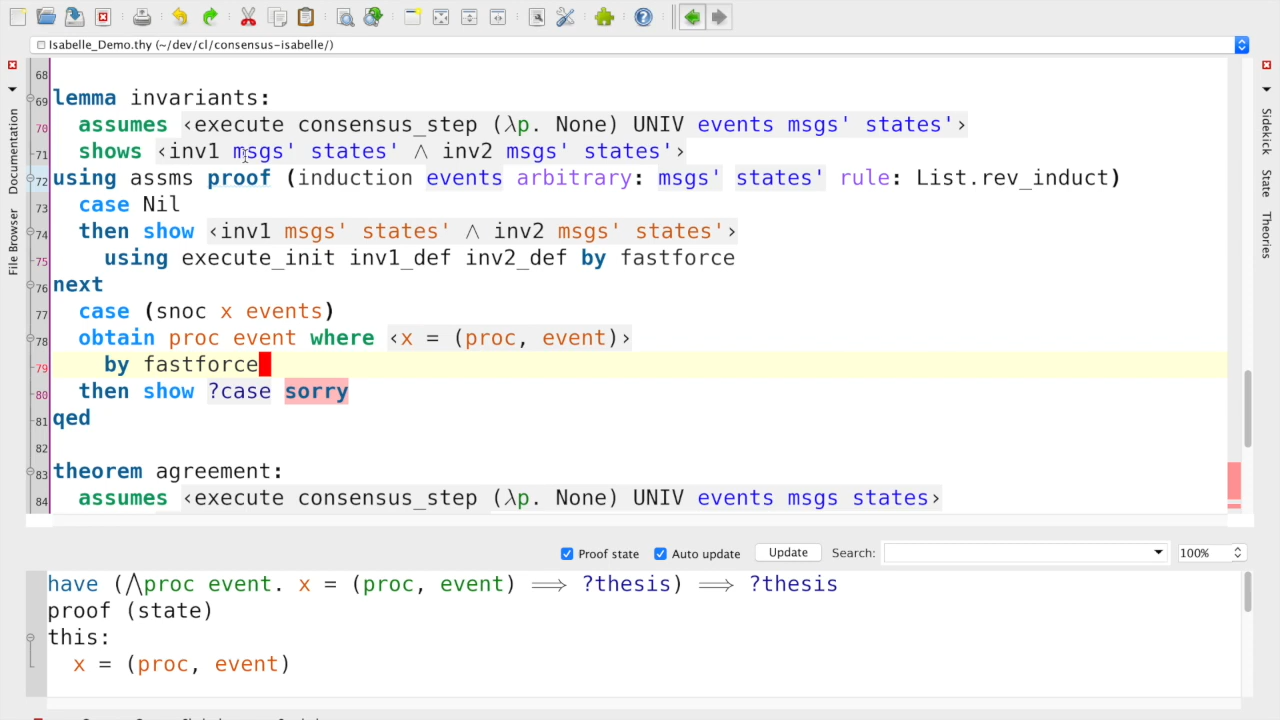 Isabelle_Demo.thy (~/dev/cl/consensus-isabelle/)
68
69 lemma invariants:
70 assumes ‹execute consensus_step (λp. None) UNIV events msgs' states'›
71 shows ‹inv1 msgs' states' ∧ inv2 msgs' states'›
72 using assms proof (induction events arbitrary: msgs' states' rule: List.rev_induct)
73 case Nil
74 then show ‹inv1 msgs' states' ∧ inv2 msgs' states'›
75 using execute_init inv1_def inv2_def by fastforce
76 next
77 case (snoc x events)
78 obtain proc event where ‹x = (proc, event)›
79 by fastforce
80 then show ?case sorry
81 qed
82
83 theorem agreement:
84 assumes ‹execute consensus_step (λp. None) UNIV events msgs states›
Documentation
File Browser
Sidekick
State
Theories
Proof state Auto update Update Search: 100%
have (⋀proc event. x = (proc, event) ⟹ ?thesis) ⟹ ?thesis
proof (state)
this:
x = (proc, event)